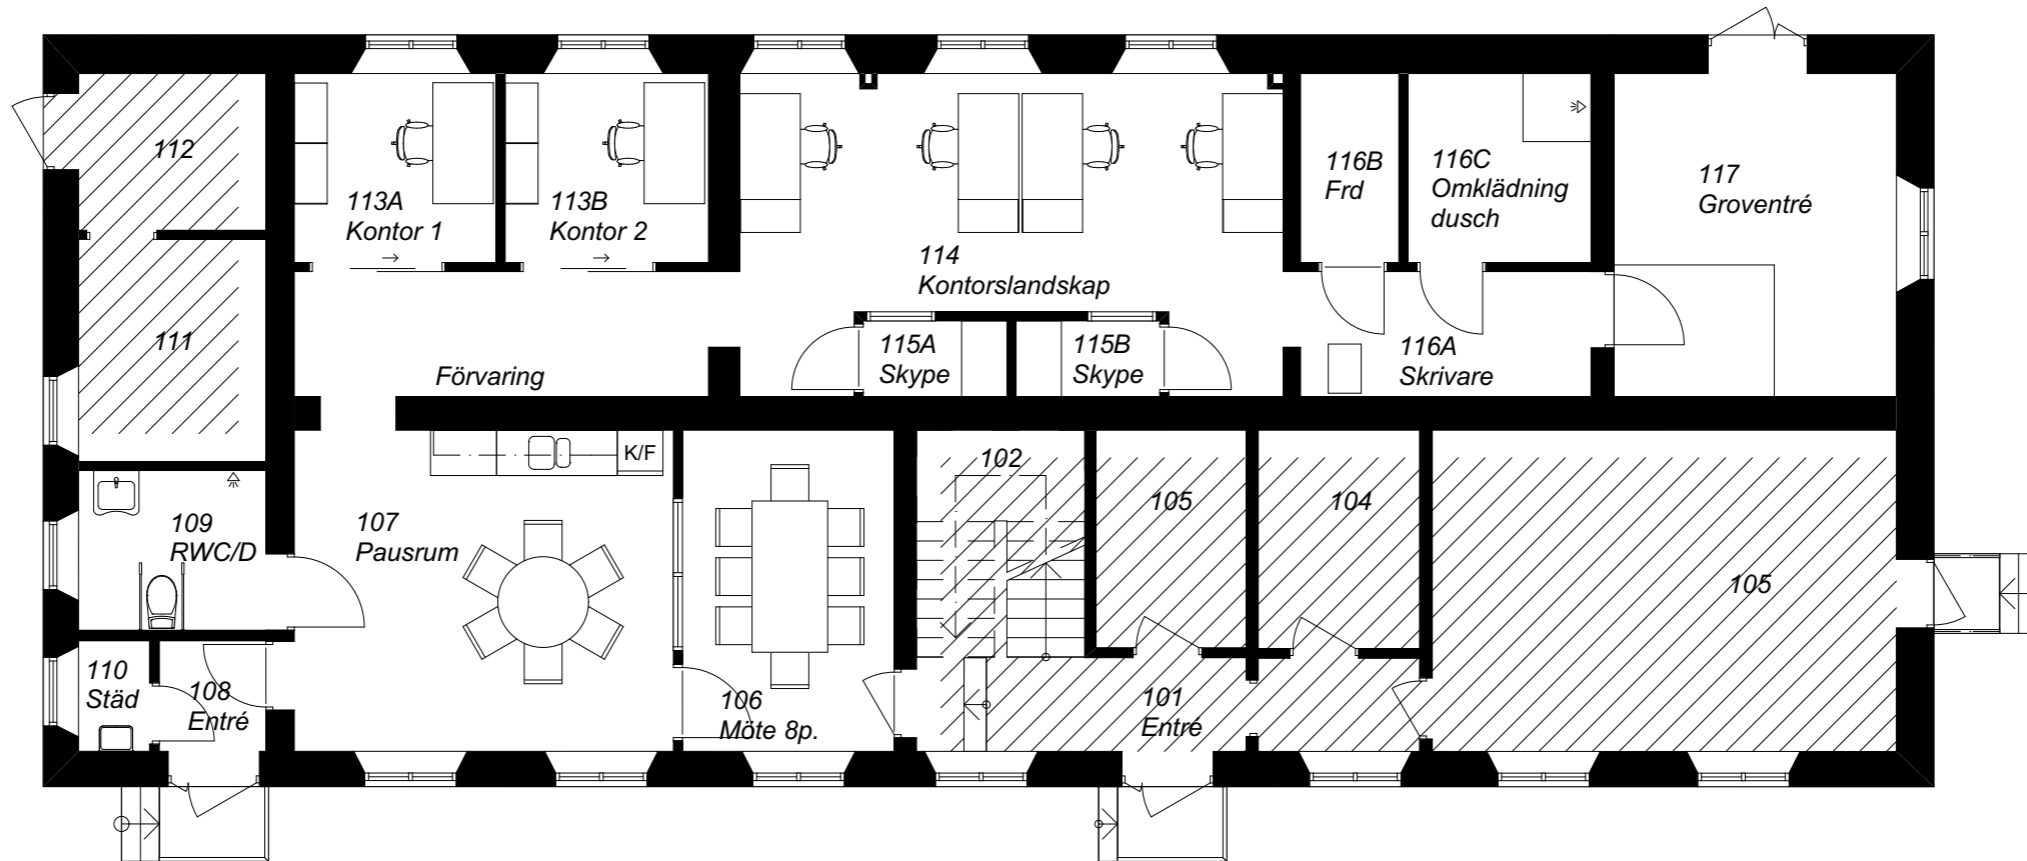 112
113A
Kontor 1
113B
Kontor 2
114
Kontorslandskap
116B
Frd
116C
Omklädning
dusch
117
Groventré
111
Förvaring
115A
Skype
115B
Skype
116A
Skrivare
K/F
109
RWC/D
107
Pausrum
102
105
104
105
110
Städ
108
Entré
106
Möte 8p.
101
Entré